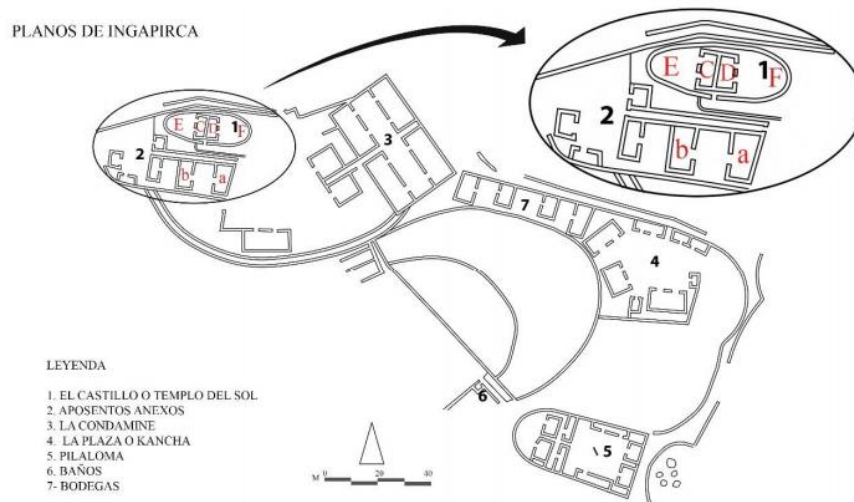 PLANOS DE INGAPIRCA
E C D 1 F
2
b a
E C D 1 F
2
b a
3
7
4
6
5
LEYENDA
1. EL CASTILLO O TEMPLO DEL SOL
2. APOSENTOS ANEXOS
3. LA CONDAMINE
4. LA PLAZA O KANCHA
5. PILALOMA
6. BAÑOS
7- BODEGAS
M 0 20 40